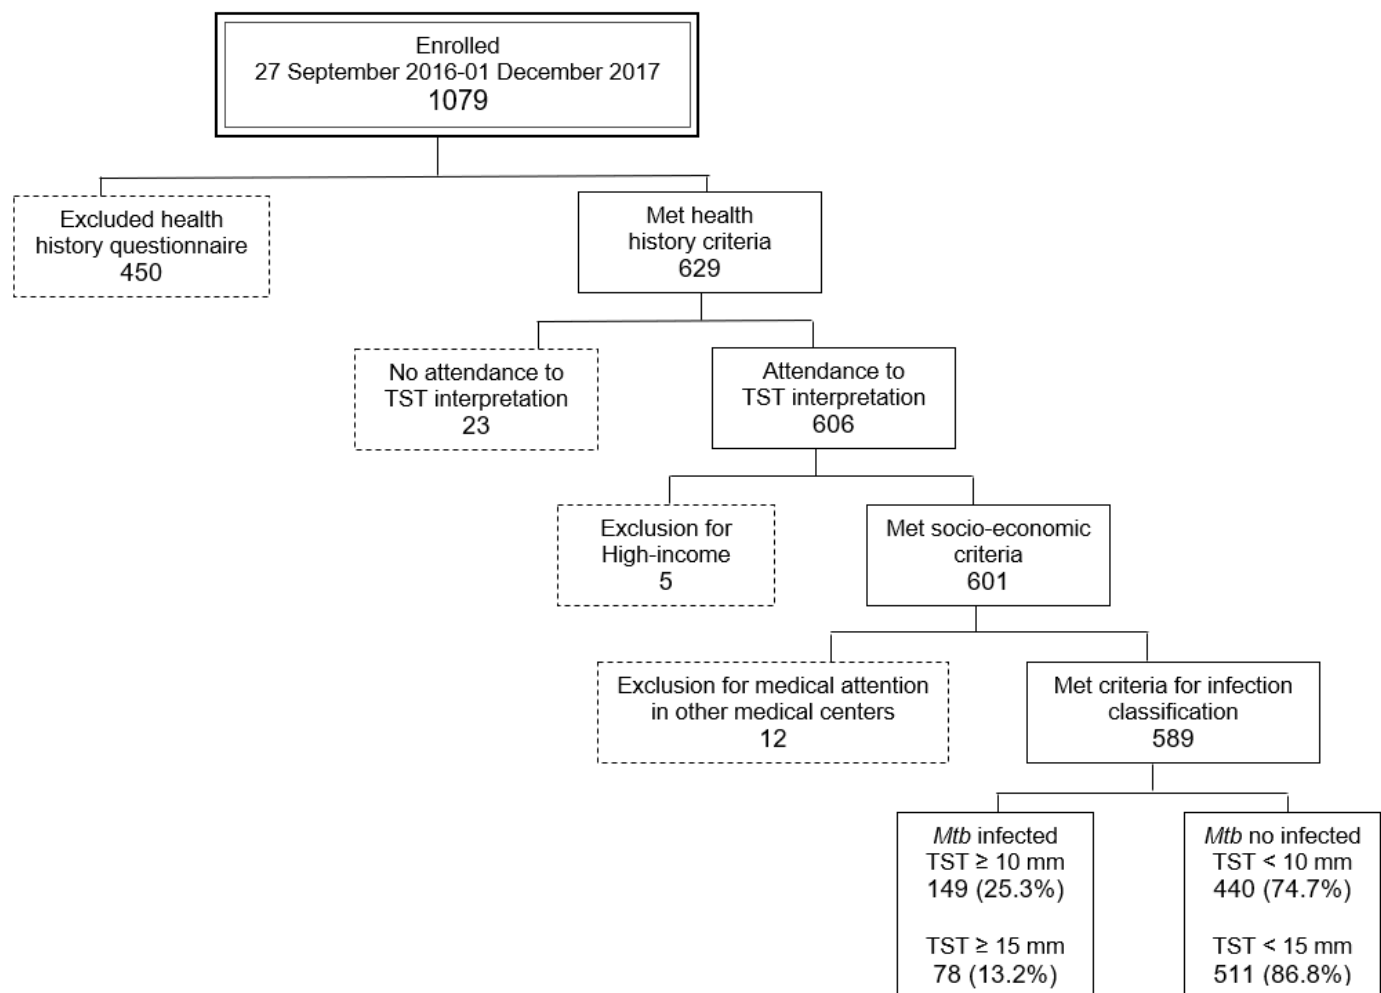 Enrolled
27 September 2016-01 December 2017
1079
Excluded health
history questionnaire
450
Met health
history criteria
629
No attendance to
TST interpretation
23
Attendance to
TST interpretation
606
Exclusion for
High-income
5
Met socio-economic
criteria
601
Exclusion for medical attention
in other medical centers
12
Met criteria for infection
classification
589
Mtb infected
TST ≥ 10 mm
149 (25.3%)
TST ≥ 15 mm
78 (13.2%)
Mtb no infected
TST < 10 mm
440 (74.7%)
TST < 15 mm
511 (86.8%)